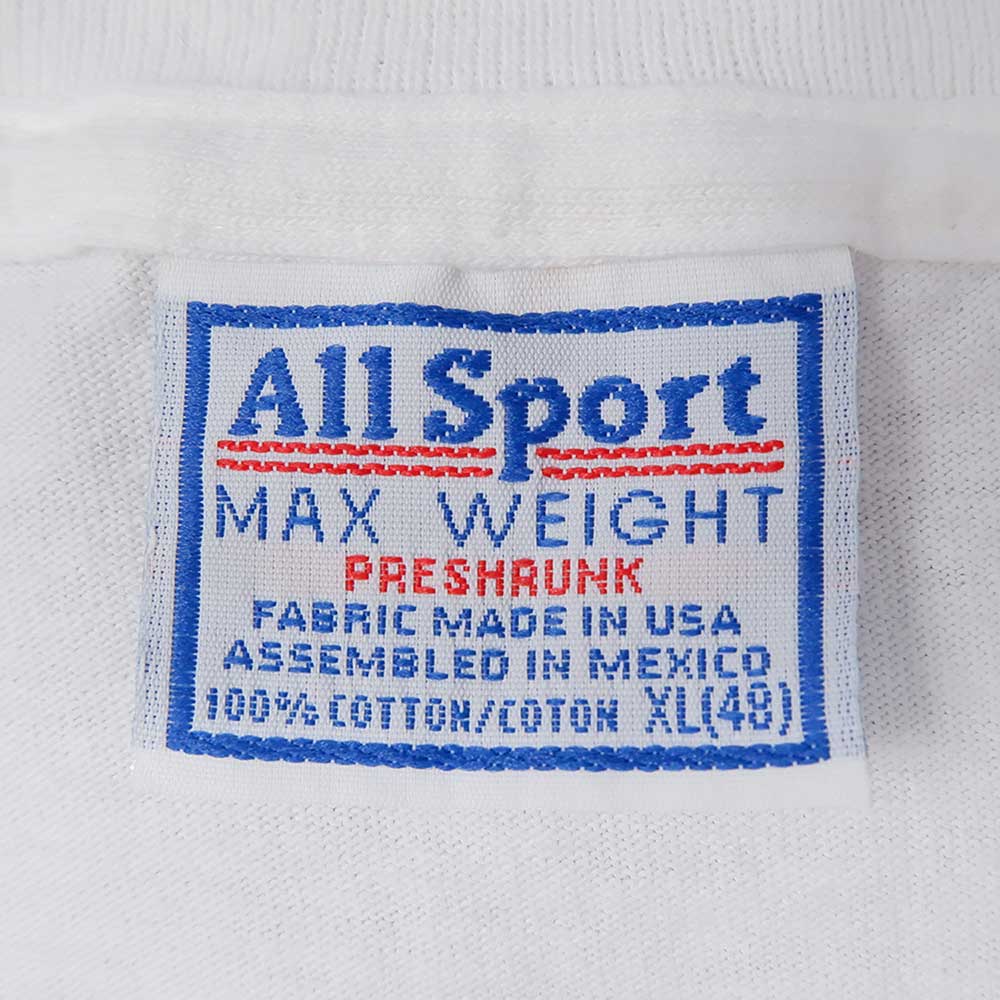 All Sport
MAX WEIGHT
PRESHRUNK
FABRIC MADE IN USA
ASSEMBLED IN MEXICO
100% COTTON/COTON XL(48)